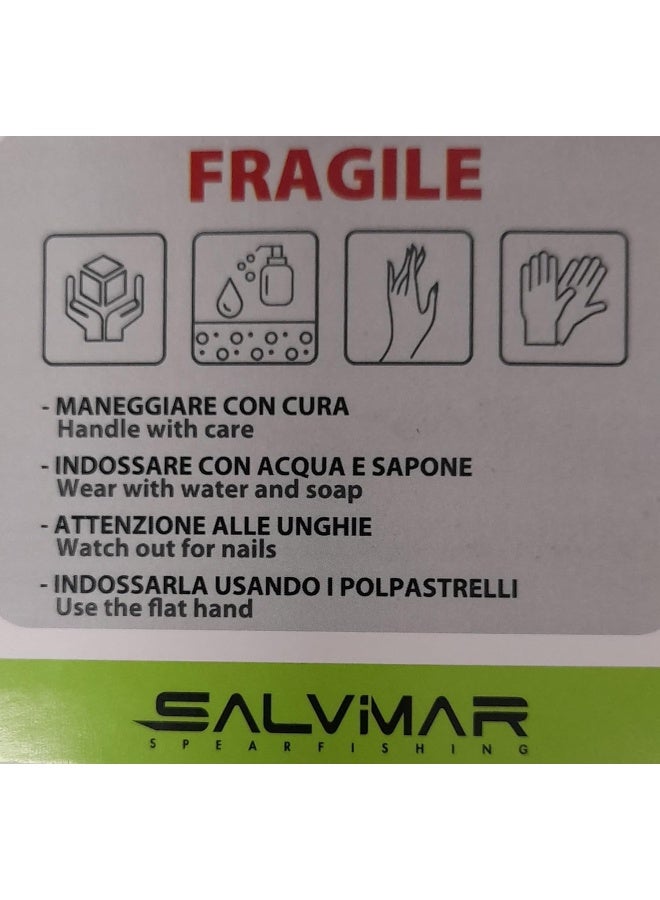 FRAGILE
- MANEGGIARE CON CURA
Handle with care
- INDOSSARE CON ACQUA E SAPONE
Wear with water and soap
- ATTENZIONE ALLE UNGHIE
Watch out for nails
- INDOSSARLA USANDO I POLPASTRELLI
Use the flat hand
SALViMAR
SPEARFISHING